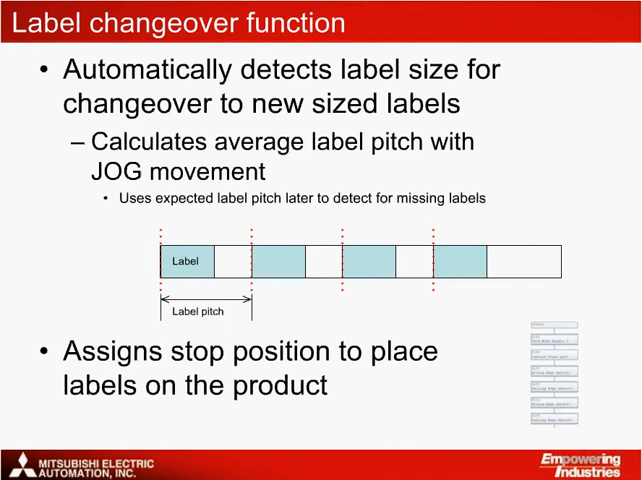 Label changeover function
• Automatically detects label size for
changeover to new sized labels
– Calculates average label pitch with
JOG movement
• Uses expected label pitch later to detect for missing labels
Label
Label pitch
• Assigns stop position to place
labels on the product
MITSUBISHI ELECTRIC
AUTOMATION, INC.
Empowering
Industries